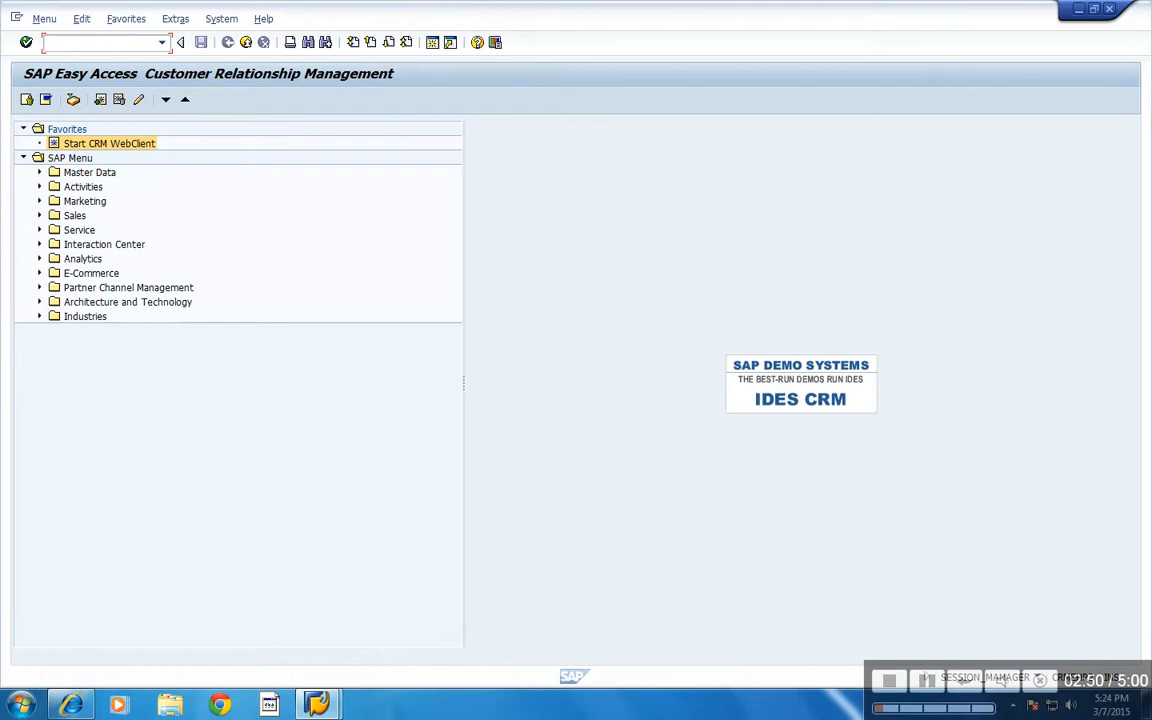 Menu Edit Favorites Extras System Help
SAP Easy Access Customer Relationship Management
Favorites
Start CRM WebClient
SAP Menu
Master Data
Activities
Marketing
Sales
Service
Interaction Center
Analytics
E-Commerce
Partner Channel Management
Architecture and Technology
Industries
SAP DEMO SYSTEMS
THE BEST-RUN DEMOS RUN IDES
IDES CRM
SAP
SESSION_MANAGER
02:50 / 5:00
5:24 PM
3/7/2015